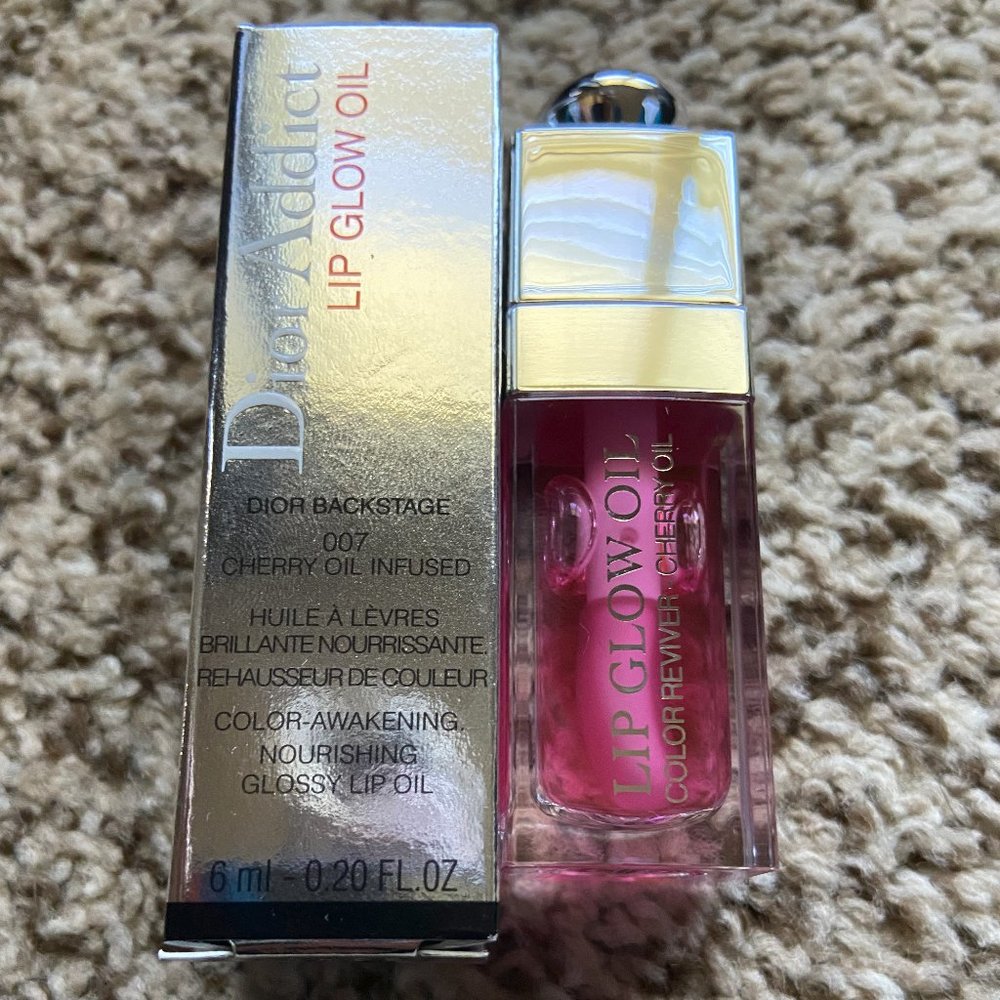 Dior Addict
LIP GLOW OIL
DIOR BACKSTAGE
007
CHERRY OIL INFUSED
HUILE À LÈVRES
BRILLANTE NOURRISSANTE,
REHAUSSEUR DE COULEUR
COLOR-AWAKENING,
NOURISHING
GLOSSY LIP OIL
6 ml - 0.20 FL.OZ
LIP GLOW OIL
COLOR REVIVER . CHERRY OIL